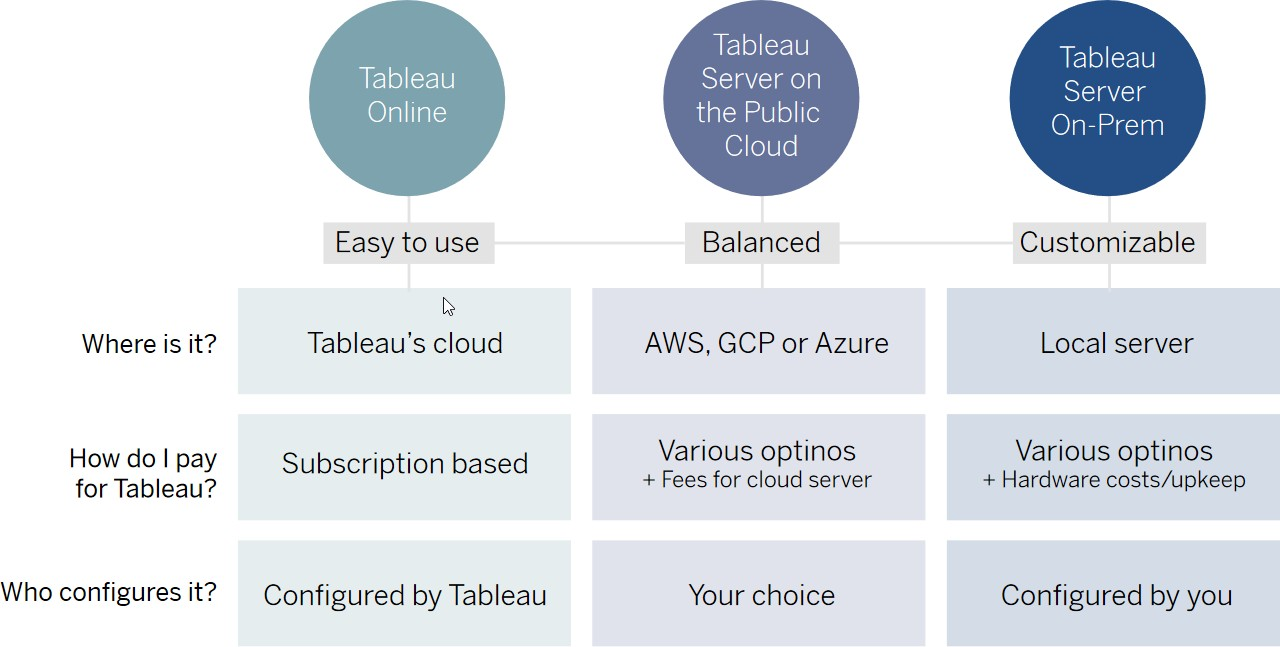 Tableau
Online
Tableau
Server on
the Public
Cloud
Tableau
Server
On-Prem
Easy to use
Balanced
Customizable
Where is it?
Tableau’s cloud
AWS, GCP or Azure
Local server
How do I pay
for Tableau?
Subscription based
Various optinos
+ Fees for cloud server
Various optinos
+ Hardware costs/upkeep
Who configures it?
Configured by Tableau
Your choice
Configured by you